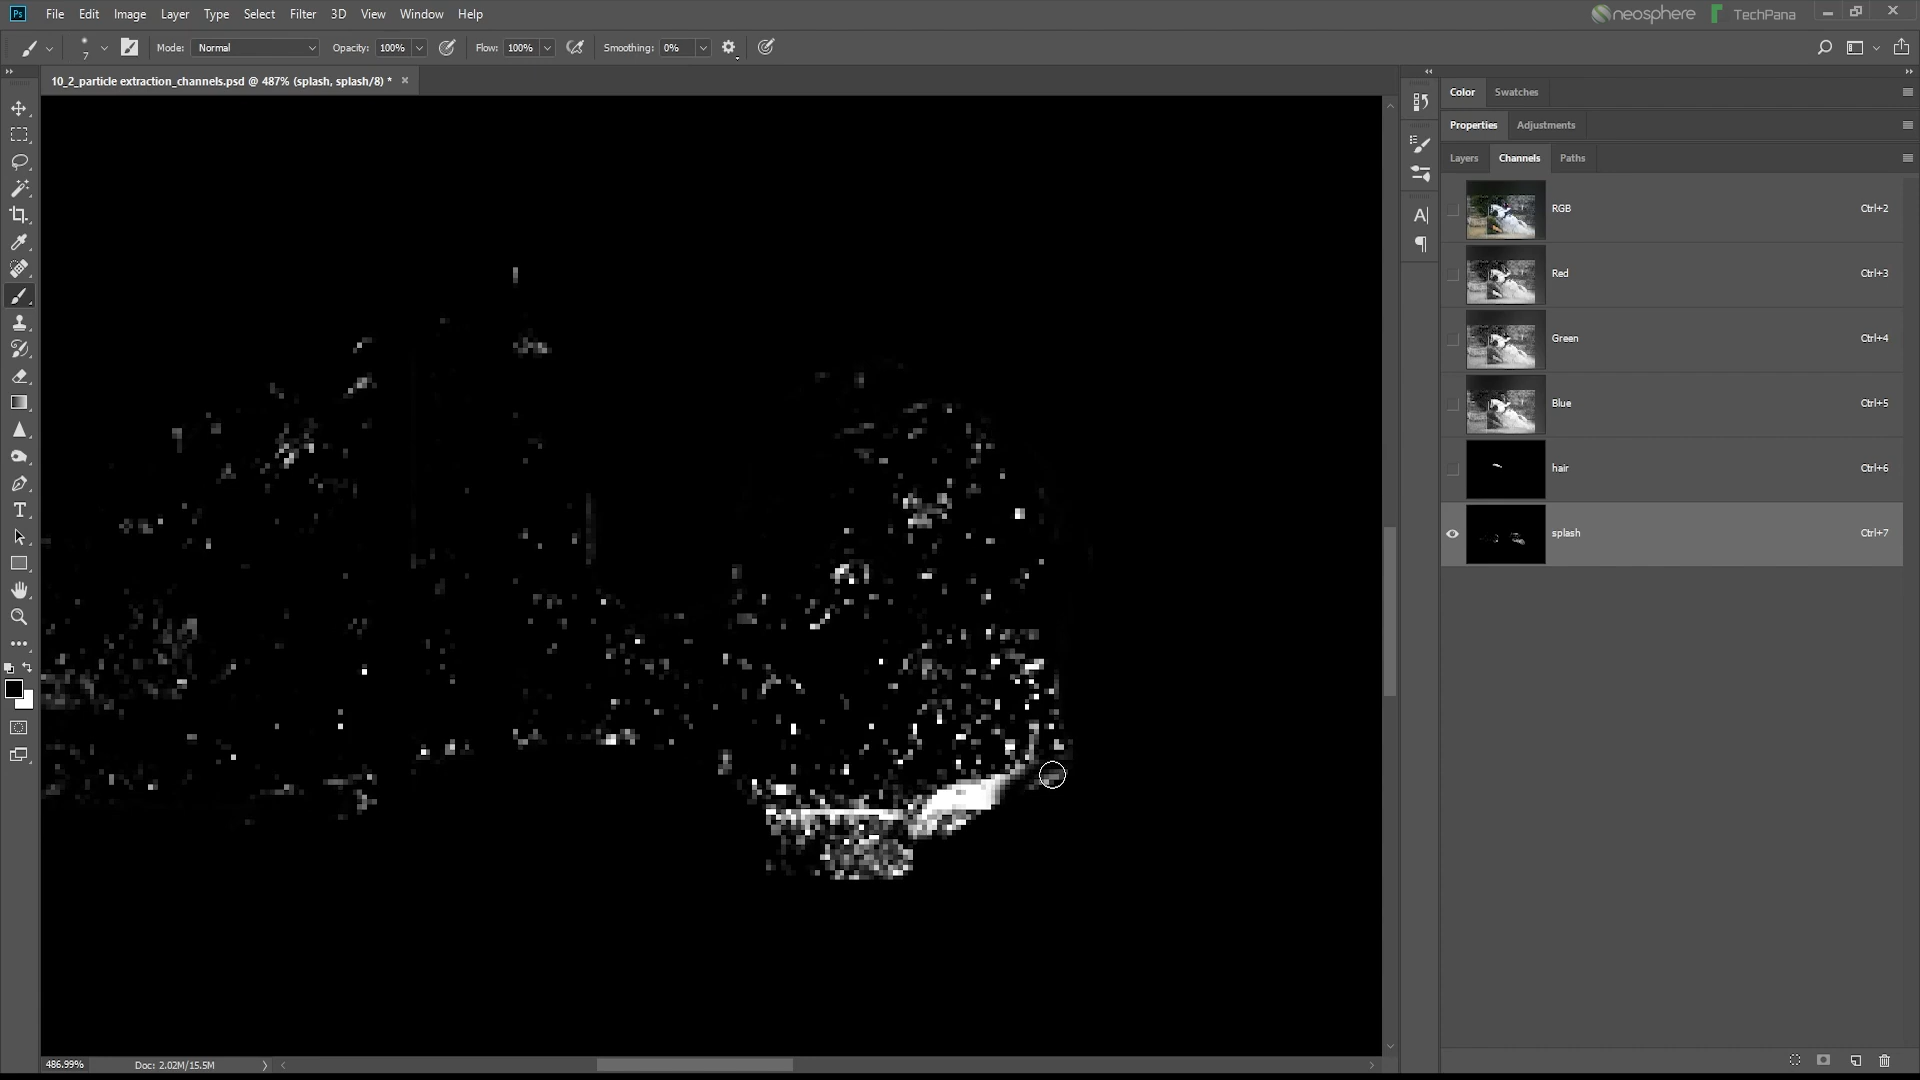 Ps File Edit Image Layer Type Select Filter 3D View Window Help neosphere TechPana
7 Mode: Normal Opacity: 100% Flow: 100% Smoothing: 0%
10_2_particle extraction_channels.psd @ 487% (splash, splash/8) *
Color Swatches
Properties Adjustments
Layers Channels Paths
RGB Ctrl+2
Red Ctrl+3
Green Ctrl+4
Blue Ctrl+5
hair Ctrl+6
splash Ctrl+7
486.99% Doc: 2.02M/15.5M